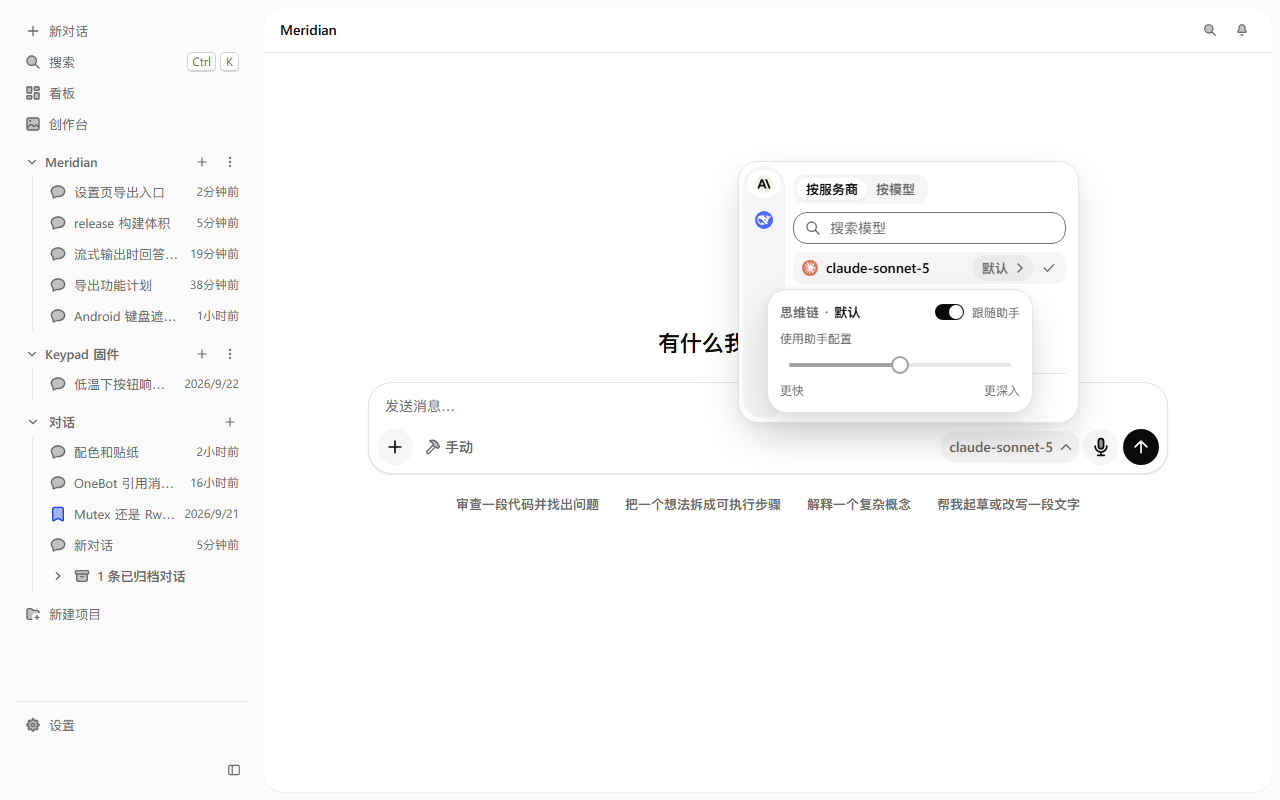 新对话
搜索 Ctrl K
看板
创作台
Meridian
设置页导出入口 2分钟前
release 构建体积 5分钟前
流式输出时回答… 19分钟前
导出功能计划 38分钟前
Android 键盘遮… 1小时前
Keypad 固件
低温下按钮响… 2026/9/22
对话
配色和贴纸 2小时前
OneBot 引用消… 16小时前
Mutex 还是 Rw… 2026/9/21
新对话 5分钟前
1 条已归档对话
新建项目
设置
Meridian
按服务商 按模型
搜索模型
claude-sonnet-5 默认
思维链 · 默认 跟随助手
使用助手配置
更快 更深入
有什么我
发送消息…
手动 claude-sonnet-5
审查一段代码并找出问题 把一个想法拆成可执行步骤 解释一个复杂概念 帮我起草或改写一段文字